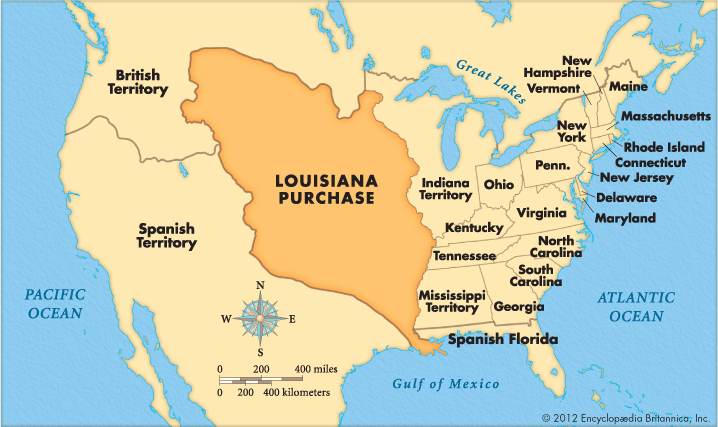 British
Territory
Great Lakes
New
Hampshire
Vermont
Maine
Massachusetts
New
York
Rhode Island
Connecticut
Penn.
New Jersey
LOUISIANA
PURCHASE
Indiana
Territory
Ohio
Delaware
Maryland
Virginia
Kentucky
Spanish
Territory
North
Carolina
Tennessee
South
Carolina
PACIFIC
OCEAN
N
W
E
S
Mississippi
Territory
Georgia
ATLANTIC
OCEAN
Spanish Florida
0 200 400 miles
0 200 400 kilometers
Gulf of Mexico
© 2012 Encyclopædia Britannica, Inc.